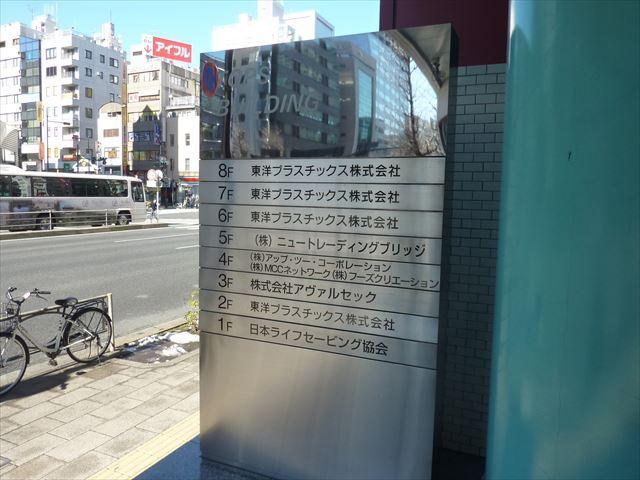 アイフル
BUILDING
8F 東洋プラスチックス株式会社
7F 東洋プラスチックス株式会社
6F 東洋プラスチックス株式会社
5F (株)ニュートレーディングブリッジ
4F (株)アップ・ツー・コーポレーション
(株)MCCネットワーク(株)フーズクリエーション
3F 株式会社アヴァルセック
2F 東洋プラスチックス株式会社
1F 日本ライフセービング協会